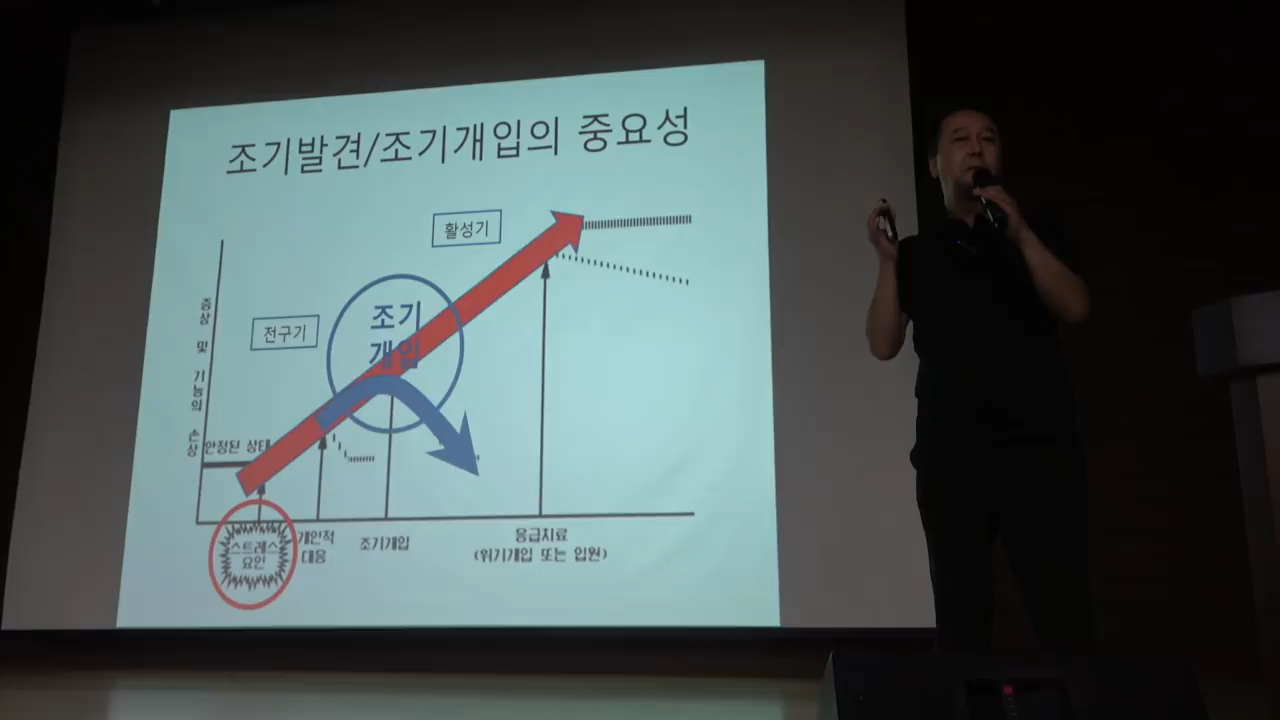 조기발견/조기개입의 중요성
활성기
전구기
조기
개입
증상 및 기능의 손상
안정된 상태
스트레스
요인
개인적
대응
조기개입
응급치료
(위기개입 또는 입원)